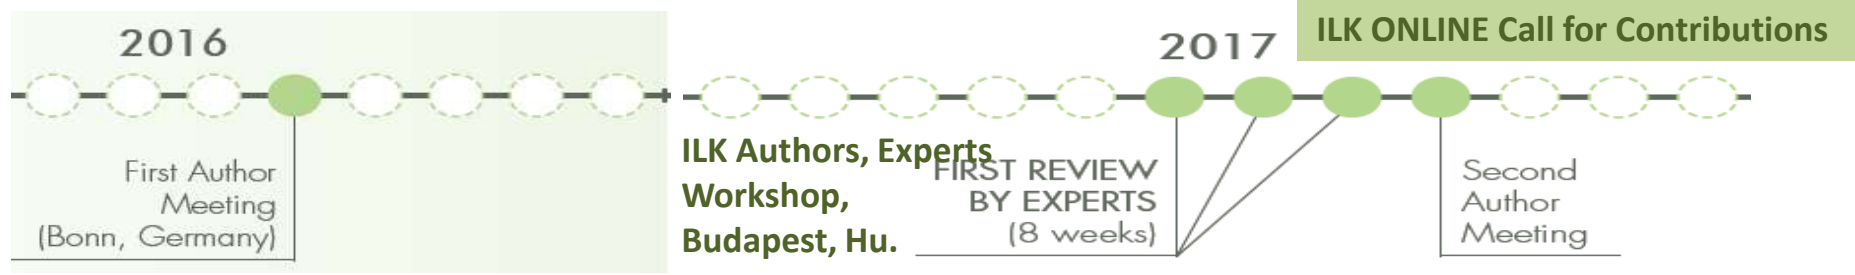 2016
First Author
Meeting
(Bonn, Germany)
ILK Authors, Experts
Workshop,
Budapest, Hu.
2017
ILK ONLINE Call for Contributions
FIRST REVIEW
BY EXPERTS
(8 weeks)
Second
Author
Meeting